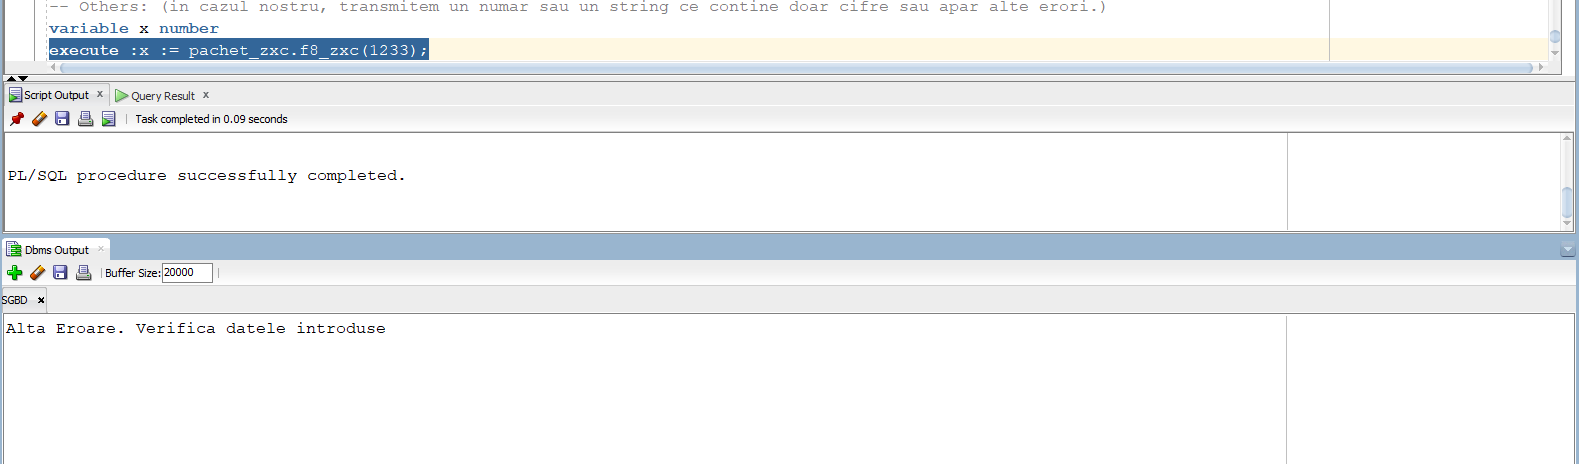 -- Others: (in cazul nostru, transmitem un numar sau un string ce contine doar cifre sau apar alte erori.)
variable x number
execute :x := pachet_zxc.f8_zxc(1233);
Script Output x Query Result x
Task completed in 0.09 seconds
PL/SQL procedure successfully completed.
Dbms Output x
Buffer Size: 20000
SGBD x
Alta Eroare. Verifica datele introduse